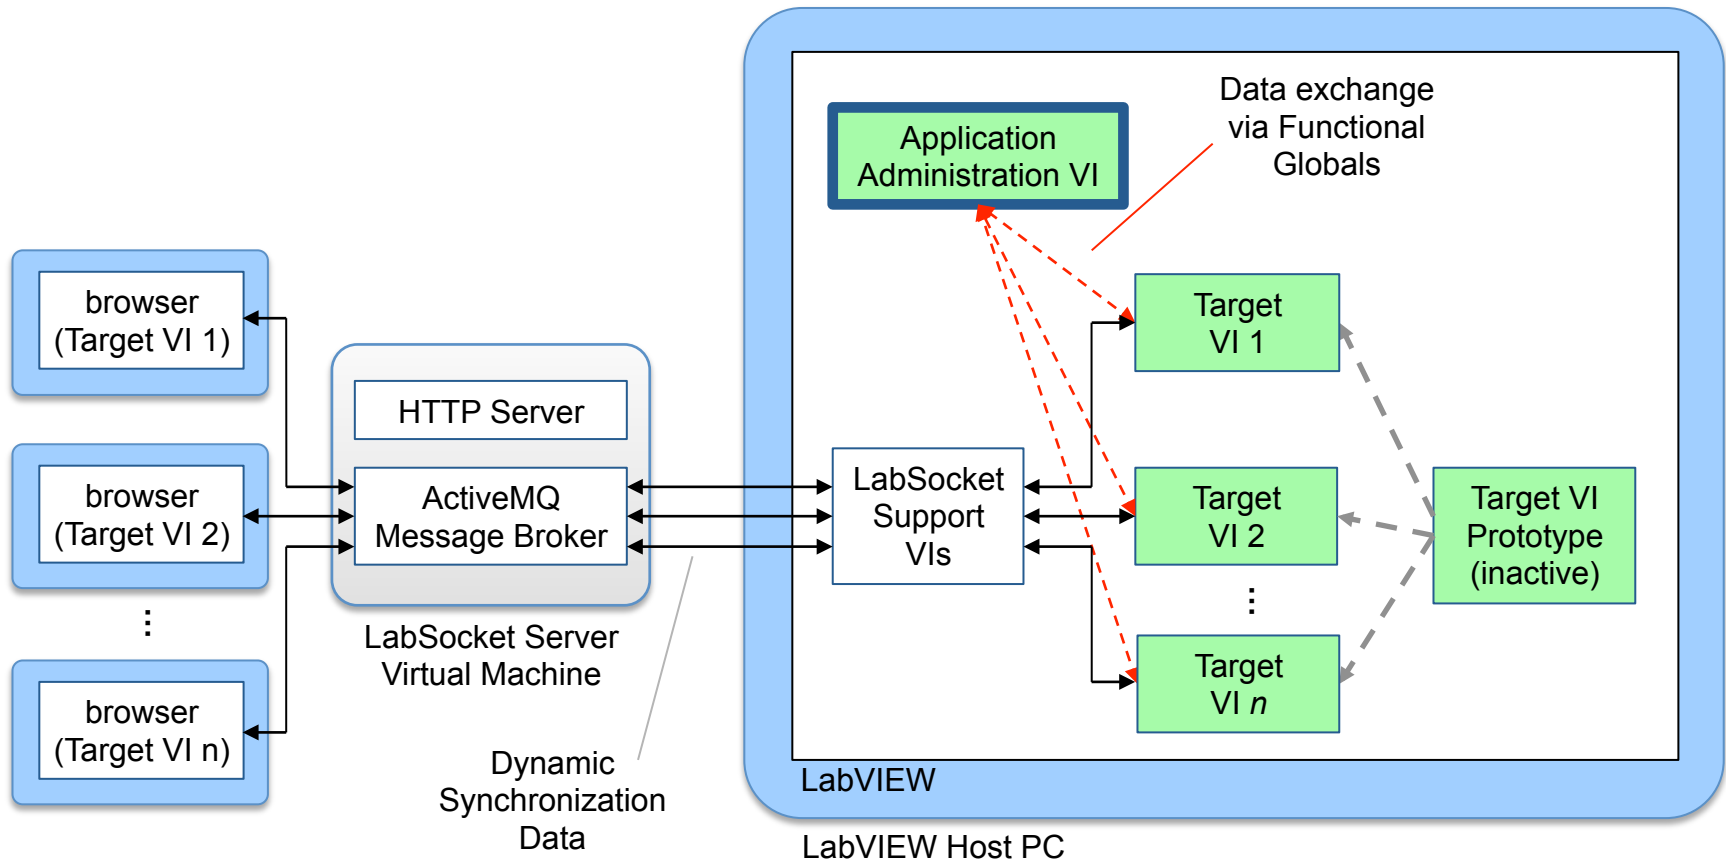 Data exchange
via Functional
Globals
Application
Administration VI
browser
(Target VI 1)
Target
VI 1
HTTP Server
browser
(Target VI 2)
ActiveMQ
Message Broker
LabSocket
Support
VIs
Target
VI 2
Target VI
Prototype
(inactive)
...
...
LabSocket Server
Virtual Machine
browser
(Target VI n)
Target
VI n
Dynamic
Synchronization
Data
LabVIEW
LabVIEW Host PC